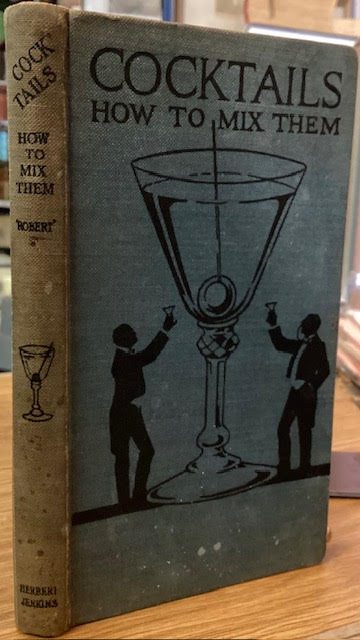 COCK
TAILS
HOW
TO
MIX
THEM
"ROBERT"
HERBERT
JENKINS
COCKTAILS
HOW TO MIX THEM